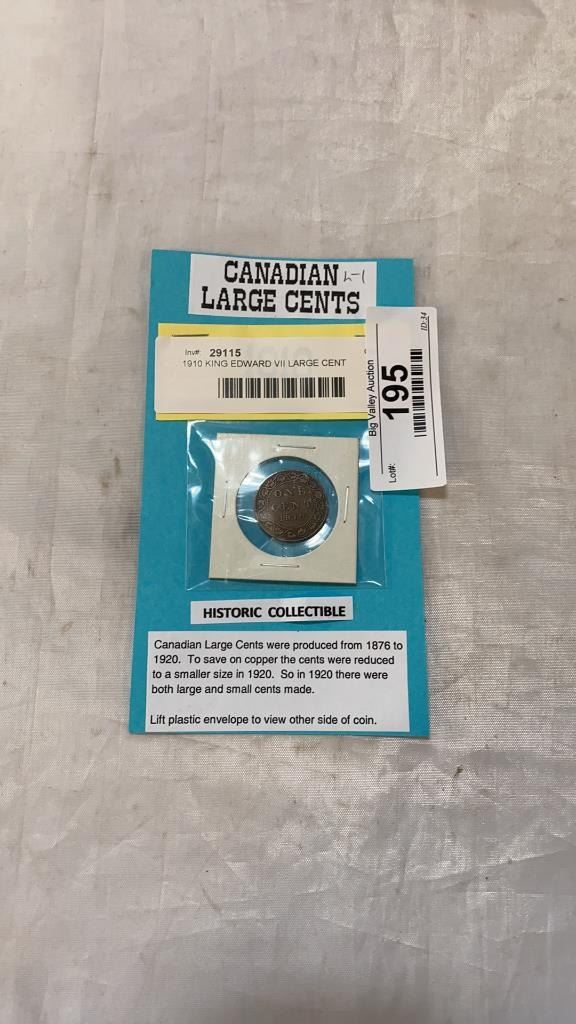 CANADIAN L-1
LARGE CENTS
Inv#: 29115
1910 KING EDWARD VII LARGE CENT
Big Valley Auction
195
Lot#:
ID:34
ONE
CENT
HISTORIC COLLECTIBLE
Canadian Large Cents were produced from 1876 to
1920. To save on copper the cents were reduced
to a smaller size in 1920. So in 1920 there were
both large and small cents made.
Lift plastic envelope to view other side of coin.